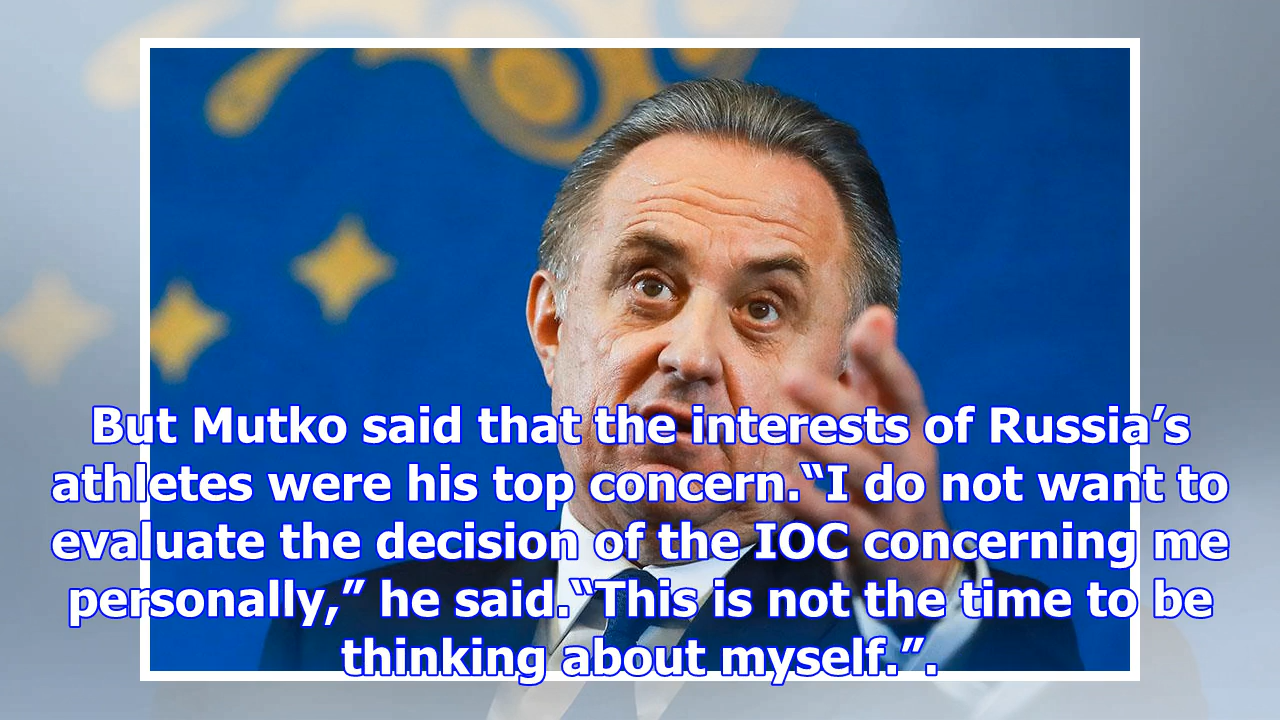 But Mutko said that the interests of Russia’s
athletes were his top concern.“I do not want to
evaluate the decision of the IOC concerning me
personally,” he said.“This is not the time to be
thinking about myself.”.